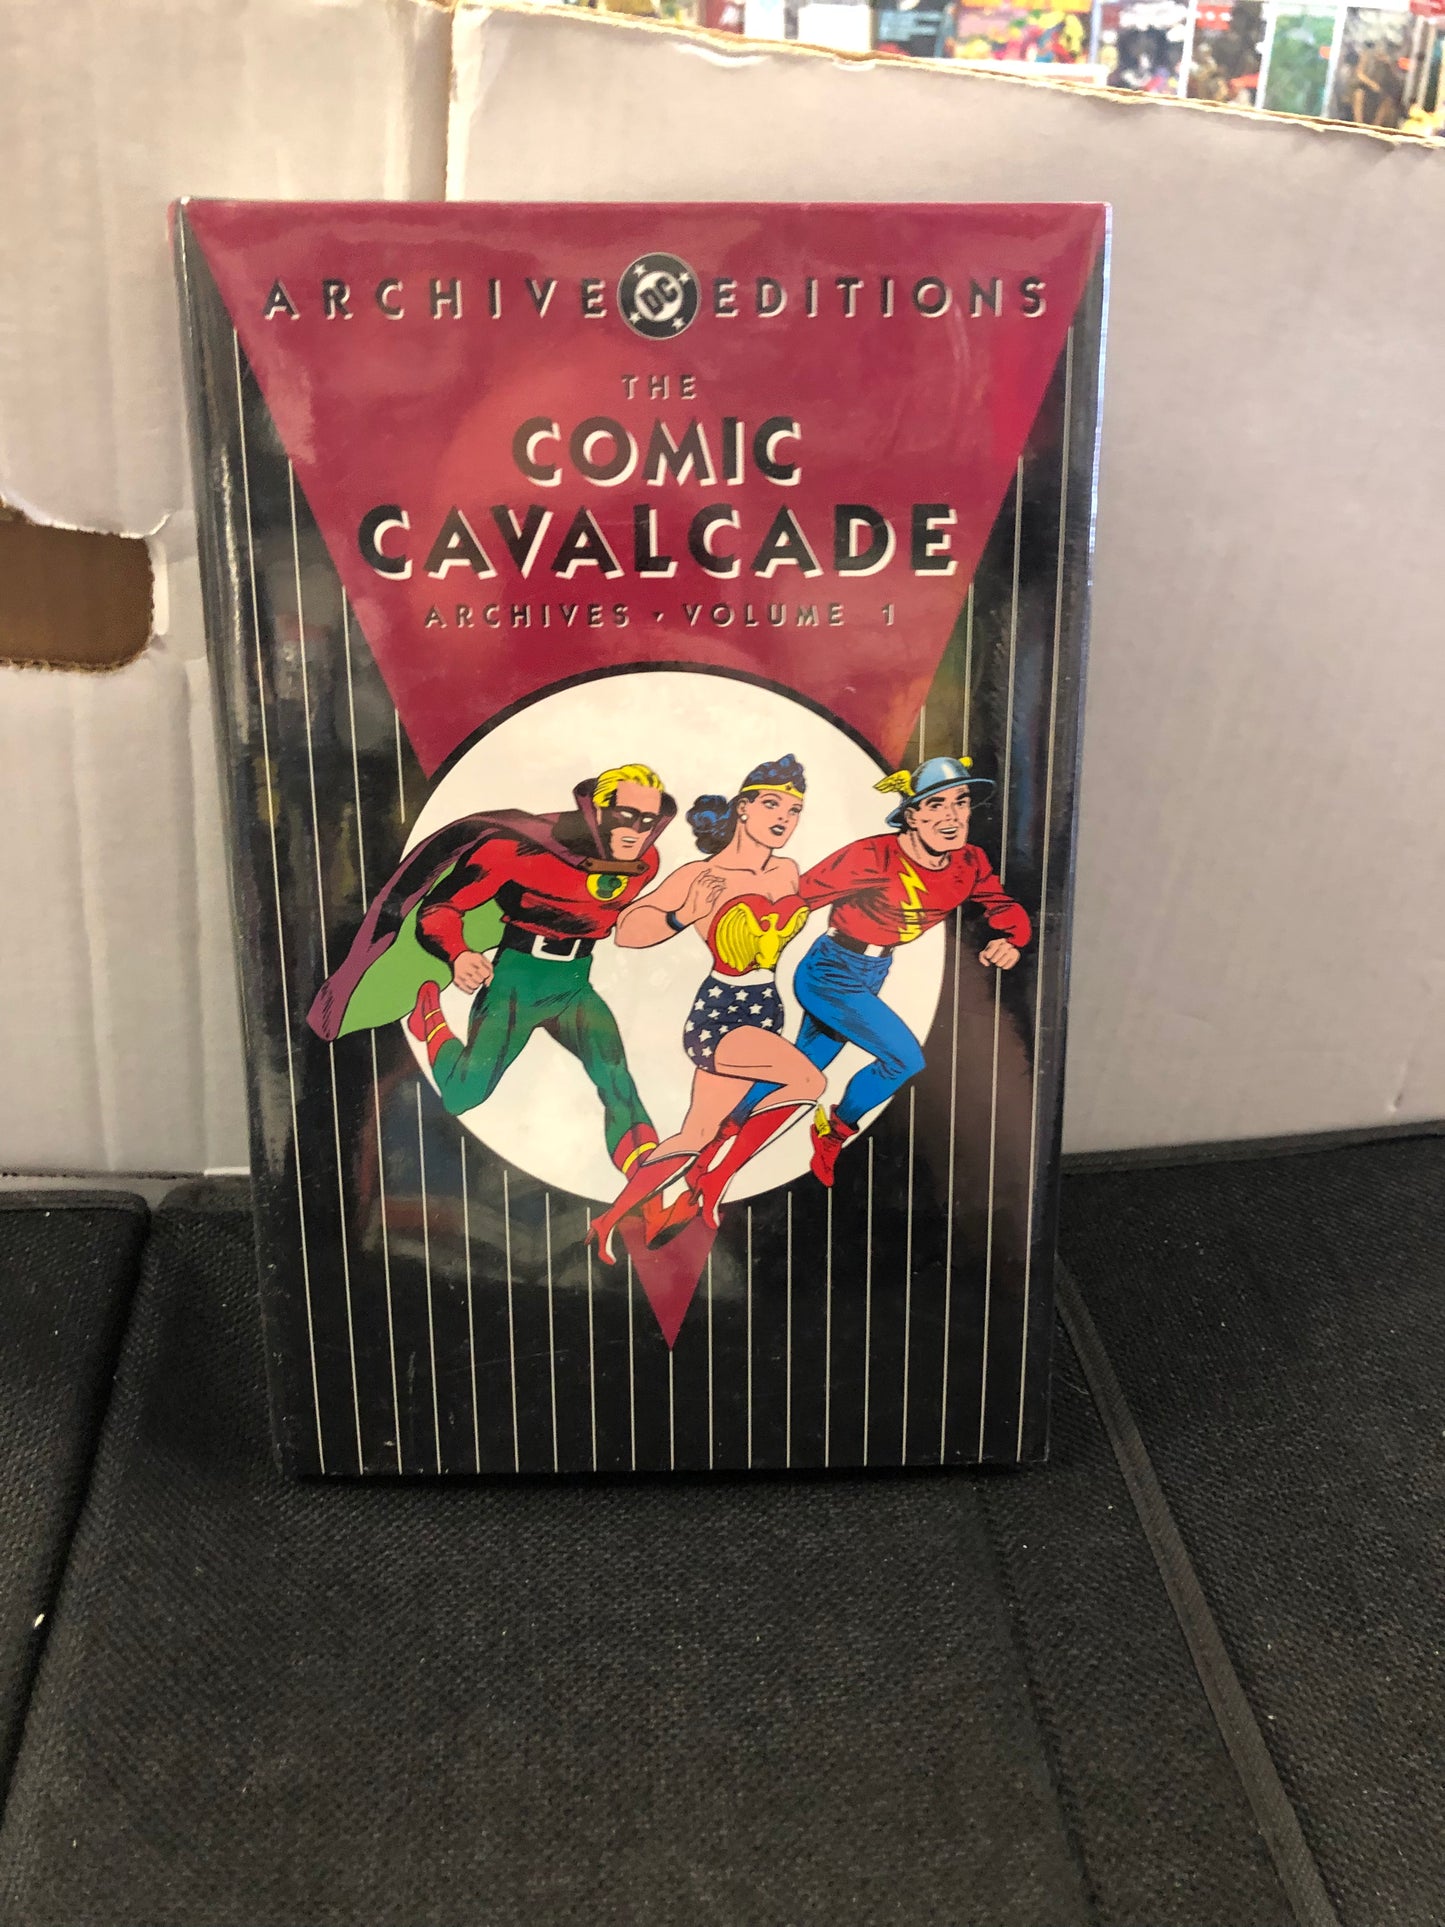 ARCHIVE DC EDITIONS
THE
COMIC
CAVALCADE
ARCHIVES · VOLUME 1